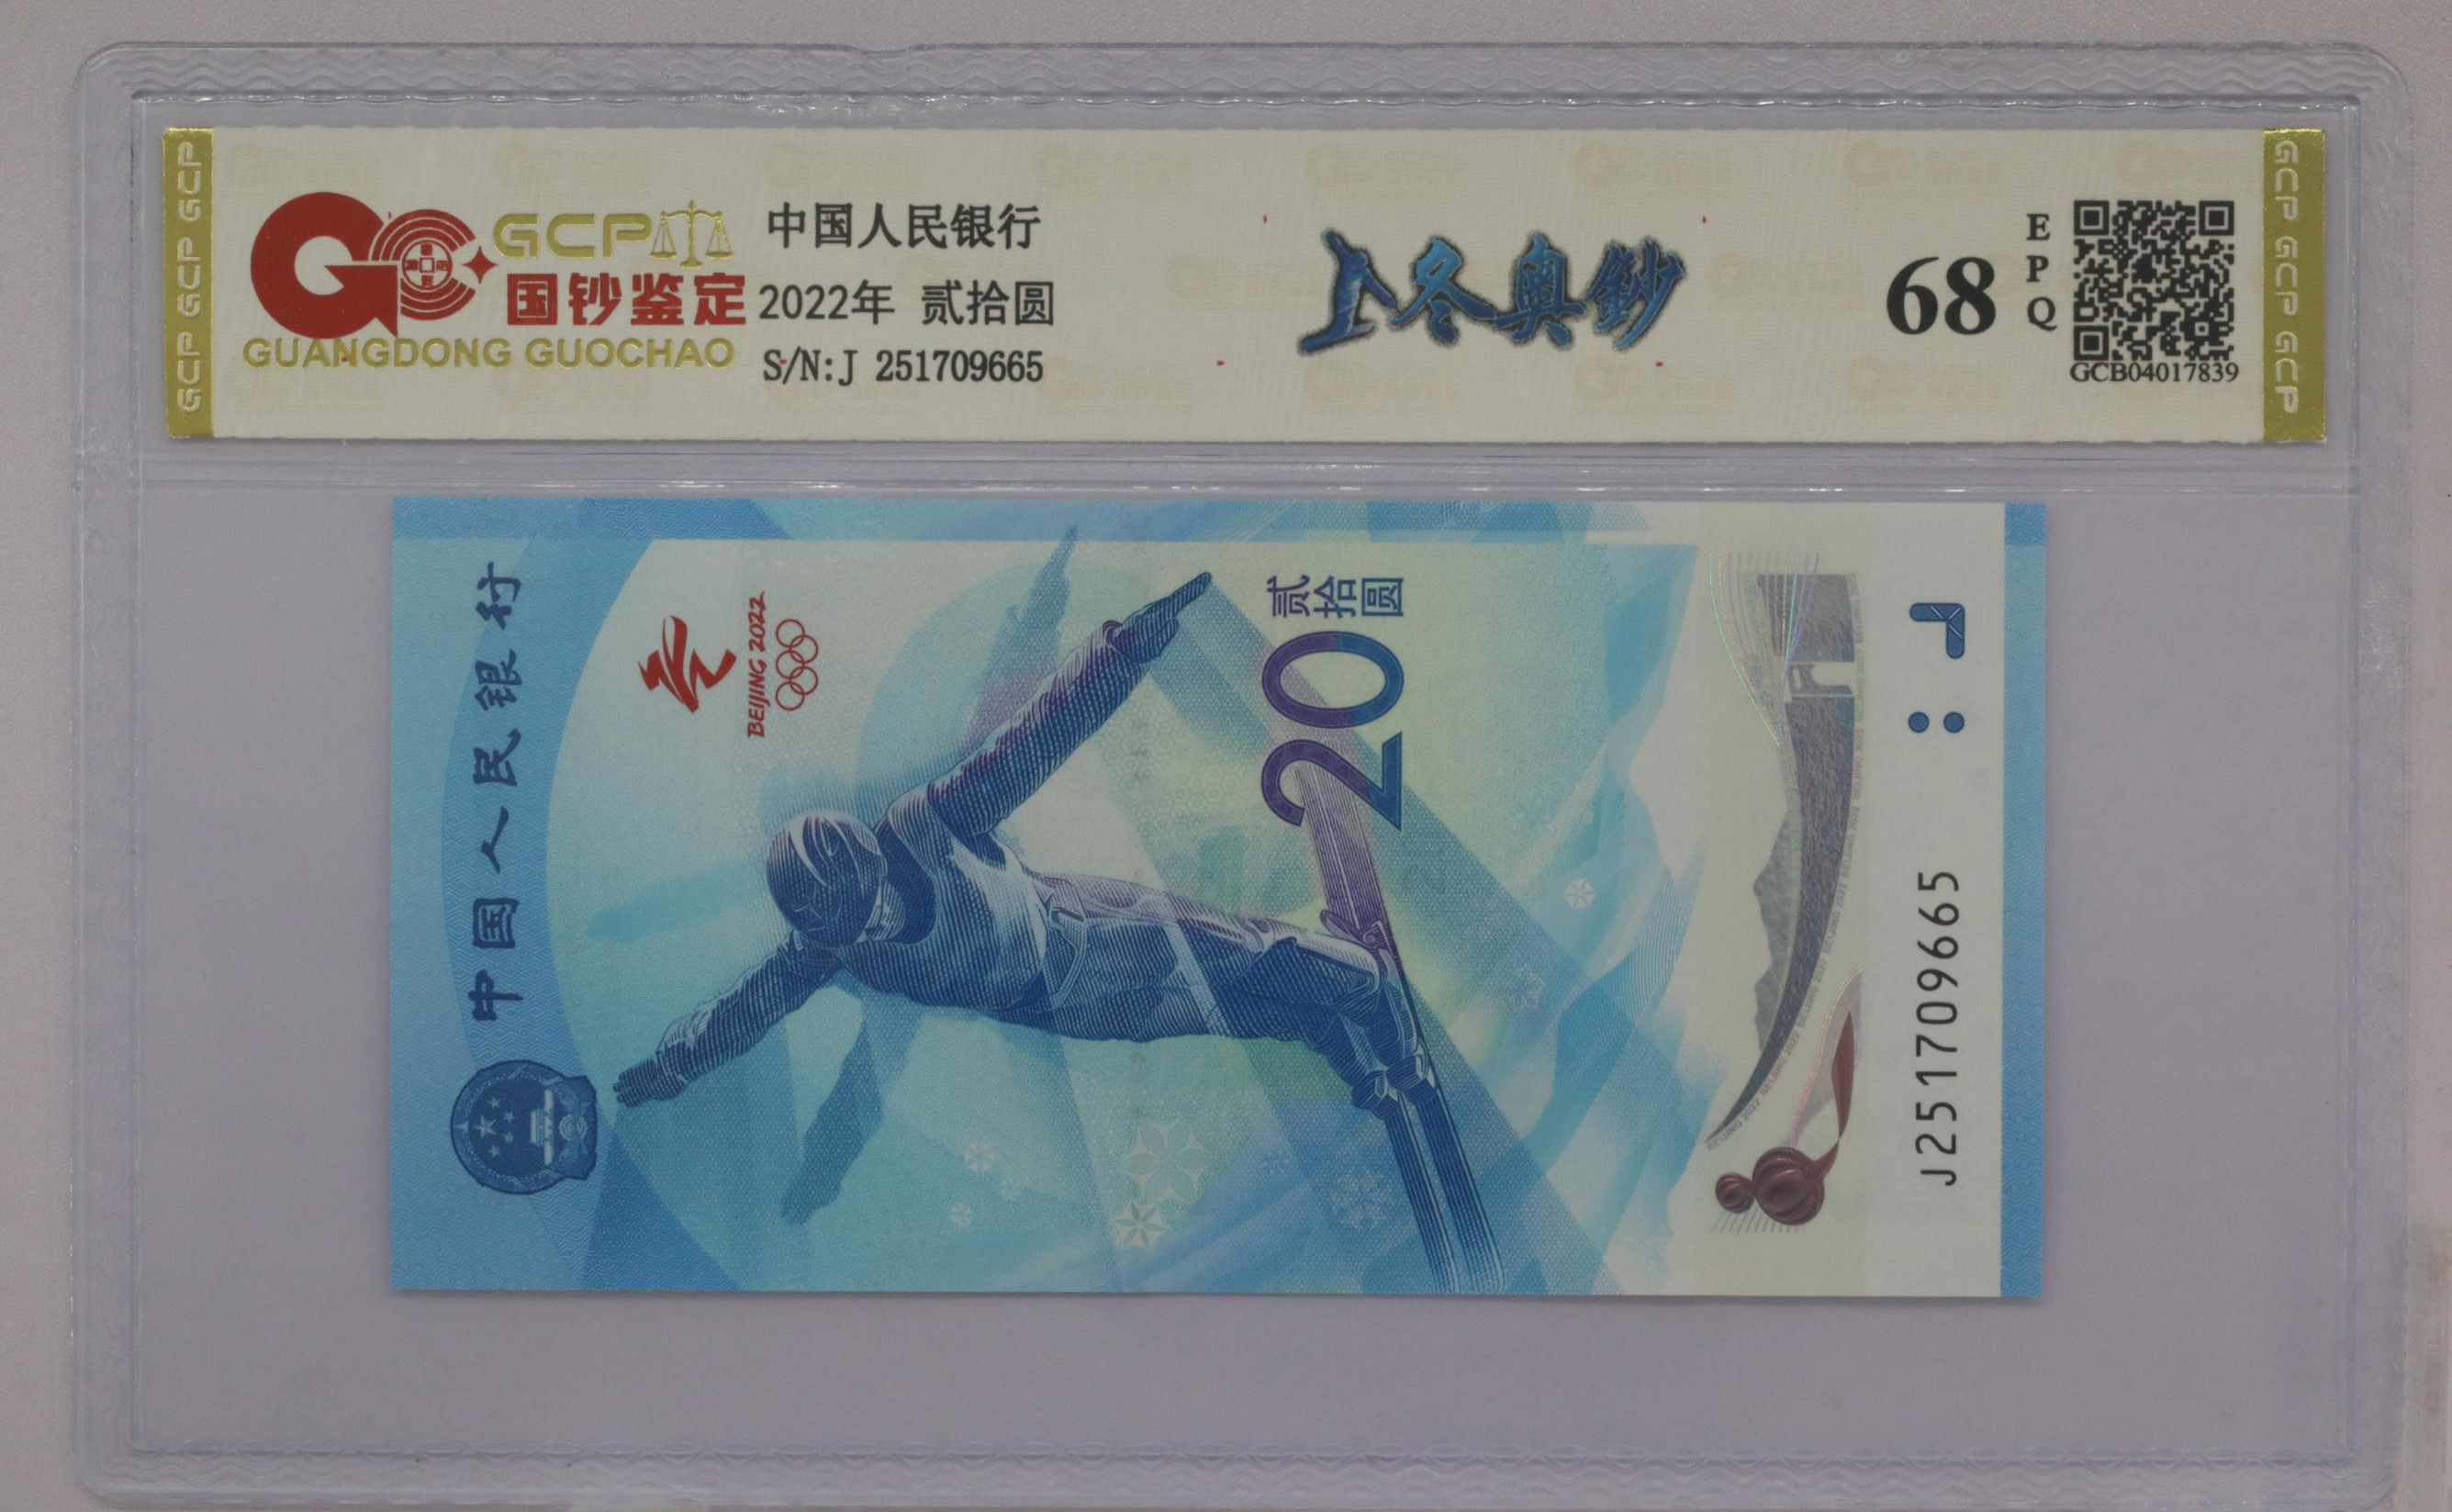 GCP GCP GCP
GCP
国钞鉴定
GUANGDONG GUOCHAO
中国人民银行
2022年 贰拾圆
S/N:J 251709665
冬奥鈔
68
EPQ
GCB04017839
GCP GCP GCP
中国人民银行
BEIJING 2022
贰拾圆
20
J251709665